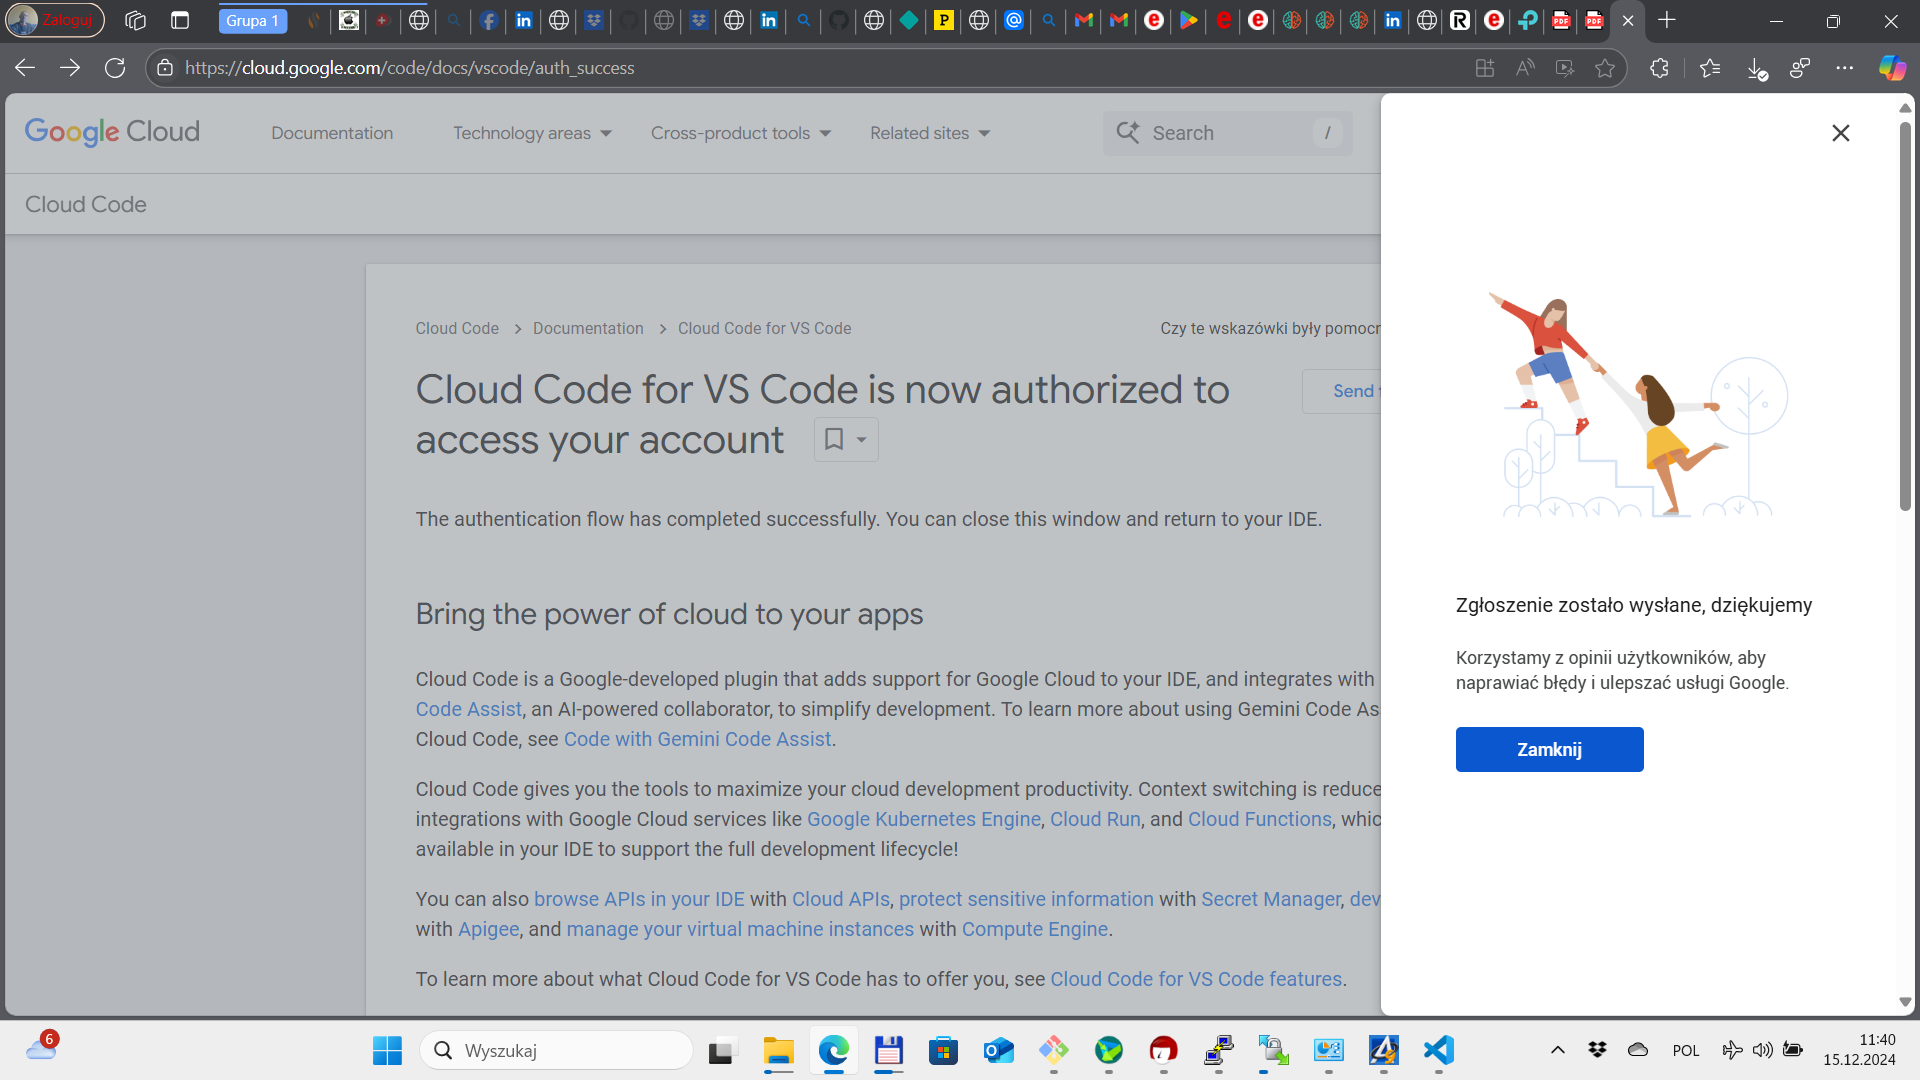 Zaloguj
Grupa 1
https://cloud.google.com/code/docs/vscode/auth_success
Google Cloud
Documentation
Technology areas
Cross-product tools
Related sites
Search
/
Cloud Code
Cloud Code > Documentation > Cloud Code for VS Code
Czy te wskazówki były
Cloud Code for VS Code is now authorized to
access your account
Send
The authentication flow has completed successfully. You can close this window and return to your IDE.
Bring the power of cloud to your apps
Cloud Code is a Google-developed plugin that adds support for Google Cloud to your IDE, and integrates with
Code Assist, an AI-powered collaborator, to simplify development. To learn more about using Gemini Code
Cloud Code, see Code with Gemini Code Assist.
Cloud Code gives you the tools to maximize your cloud development productivity. Context switching is
integrations with Google Cloud services like Google Kubernetes Engine, Cloud Run, and Cloud Functions,
available in your IDE to support the full development lifecycle!
You can also browse APIs in your IDE with Cloud APIs, protect sensitive information with Secret Manager,
with Apigee, and manage your virtual machine instances with Compute Engine.
To learn more about what Cloud Code for VS Code has to offer you, see Cloud Code for VS Code features.
Zgłoszenie zostało wysłane, dziękujemy
Korzystamy z opinii użytkowników, aby
naprawiać błędy i ulepszać usługi Google.
Zamknij
6
Wyszukaj
POL
11:40
15.12.2024